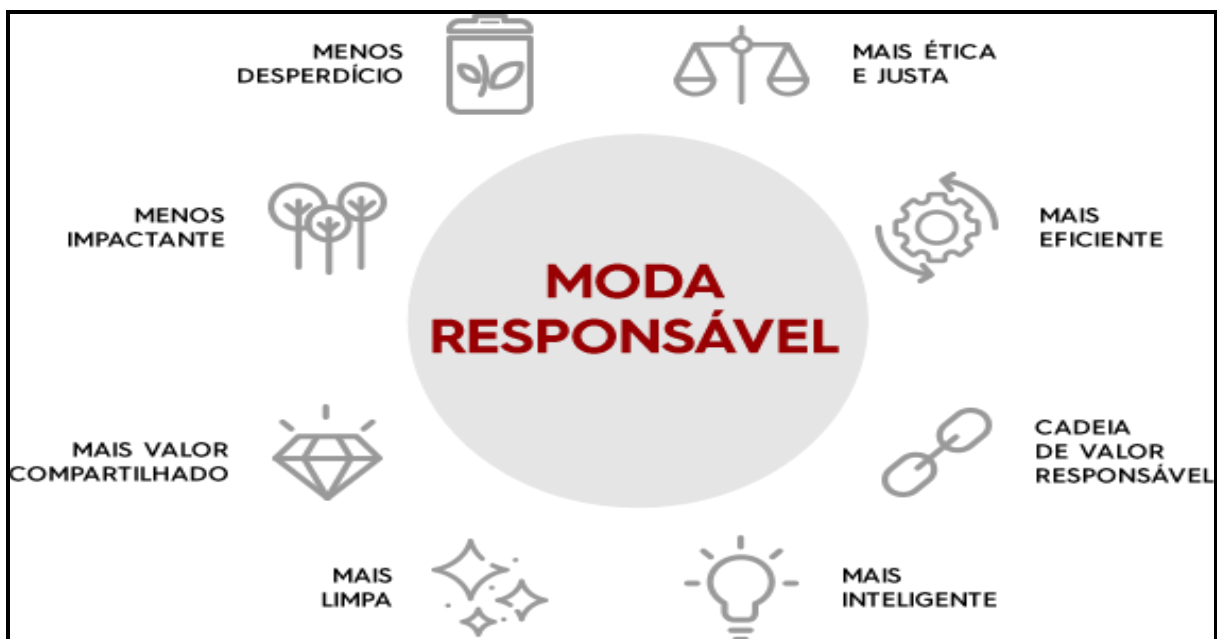 MENOS
DESPERDÍCIO
MAIS ÉTICA
E JUSTA
MENOS
IMPACTANTE
MAIS
EFICIENTE
MODA
RESPONSÁVEL
MAIS VALOR
COMPARTILHADO
CADEIA
DE VALOR
RESPONSÁVEL
MAIS
LIMPA
MAIS
INTELIGENTE